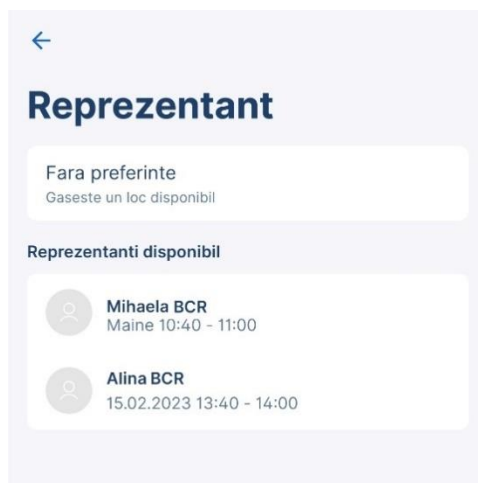 Reprezentant
Fara preferinte
Gaseste un loc disponibil
Reprezentanti disponibil
Mihaela BCR
Maine 10:40 - 11:00
Alina BCR
15.02.2023 13:40 - 14:00